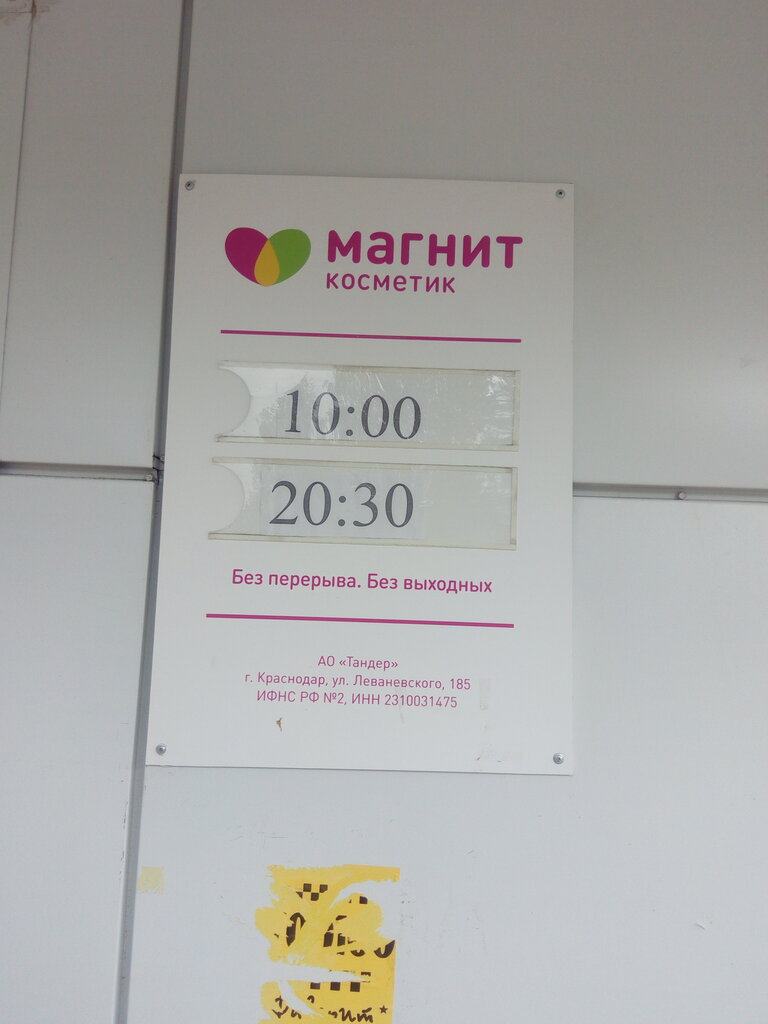 магнит
косметик
10:00
20:30
Без перерыва. Без выходных
АО «Тандер»
г. Краснодар, ул. Леваневского, 185
ИФНС РФ №2, ИНН 2310031475